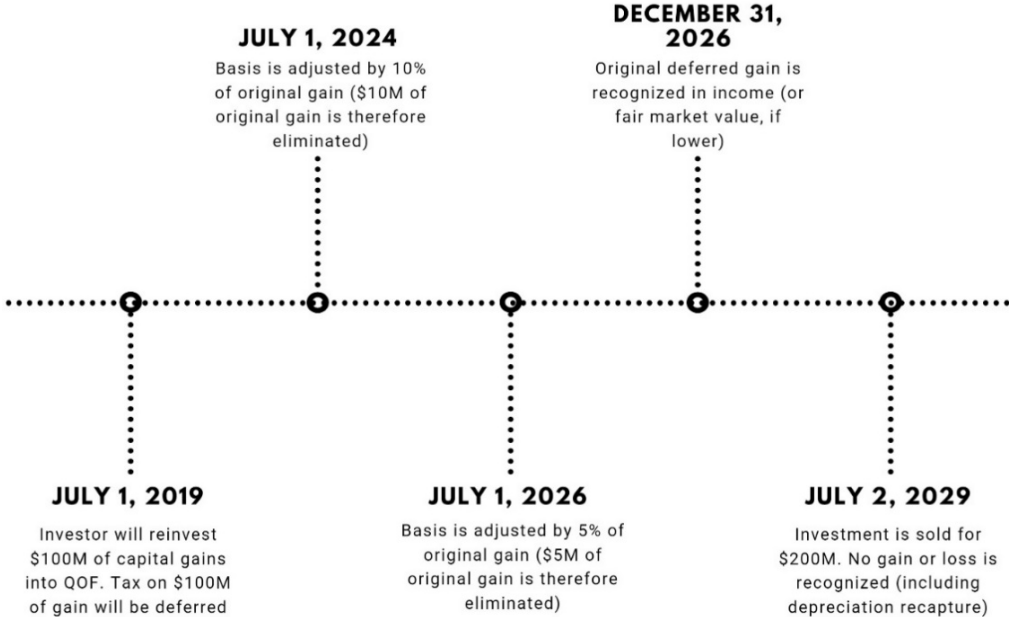 JULY 1, 2024
Basis is adjusted by 10%
of original gain ($10M of
original gain is therefore
eliminated)
DECEMBER 31,
2026
Original deferred gain is
recognized in income (or
fair market value, if
lower)
JULY 1, 2019
Investor will reinvest
$100M of capital gains
into QOF. Tax on $100M
of gain will be deferred
JULY 1, 2026
Basis is adjusted by 5% of
original gain ($5M of
original gain is therefore
eliminated)
JULY 2, 2029
Investment is sold for
$200M. No gain or loss is
recognized (including
depreciation recapture)